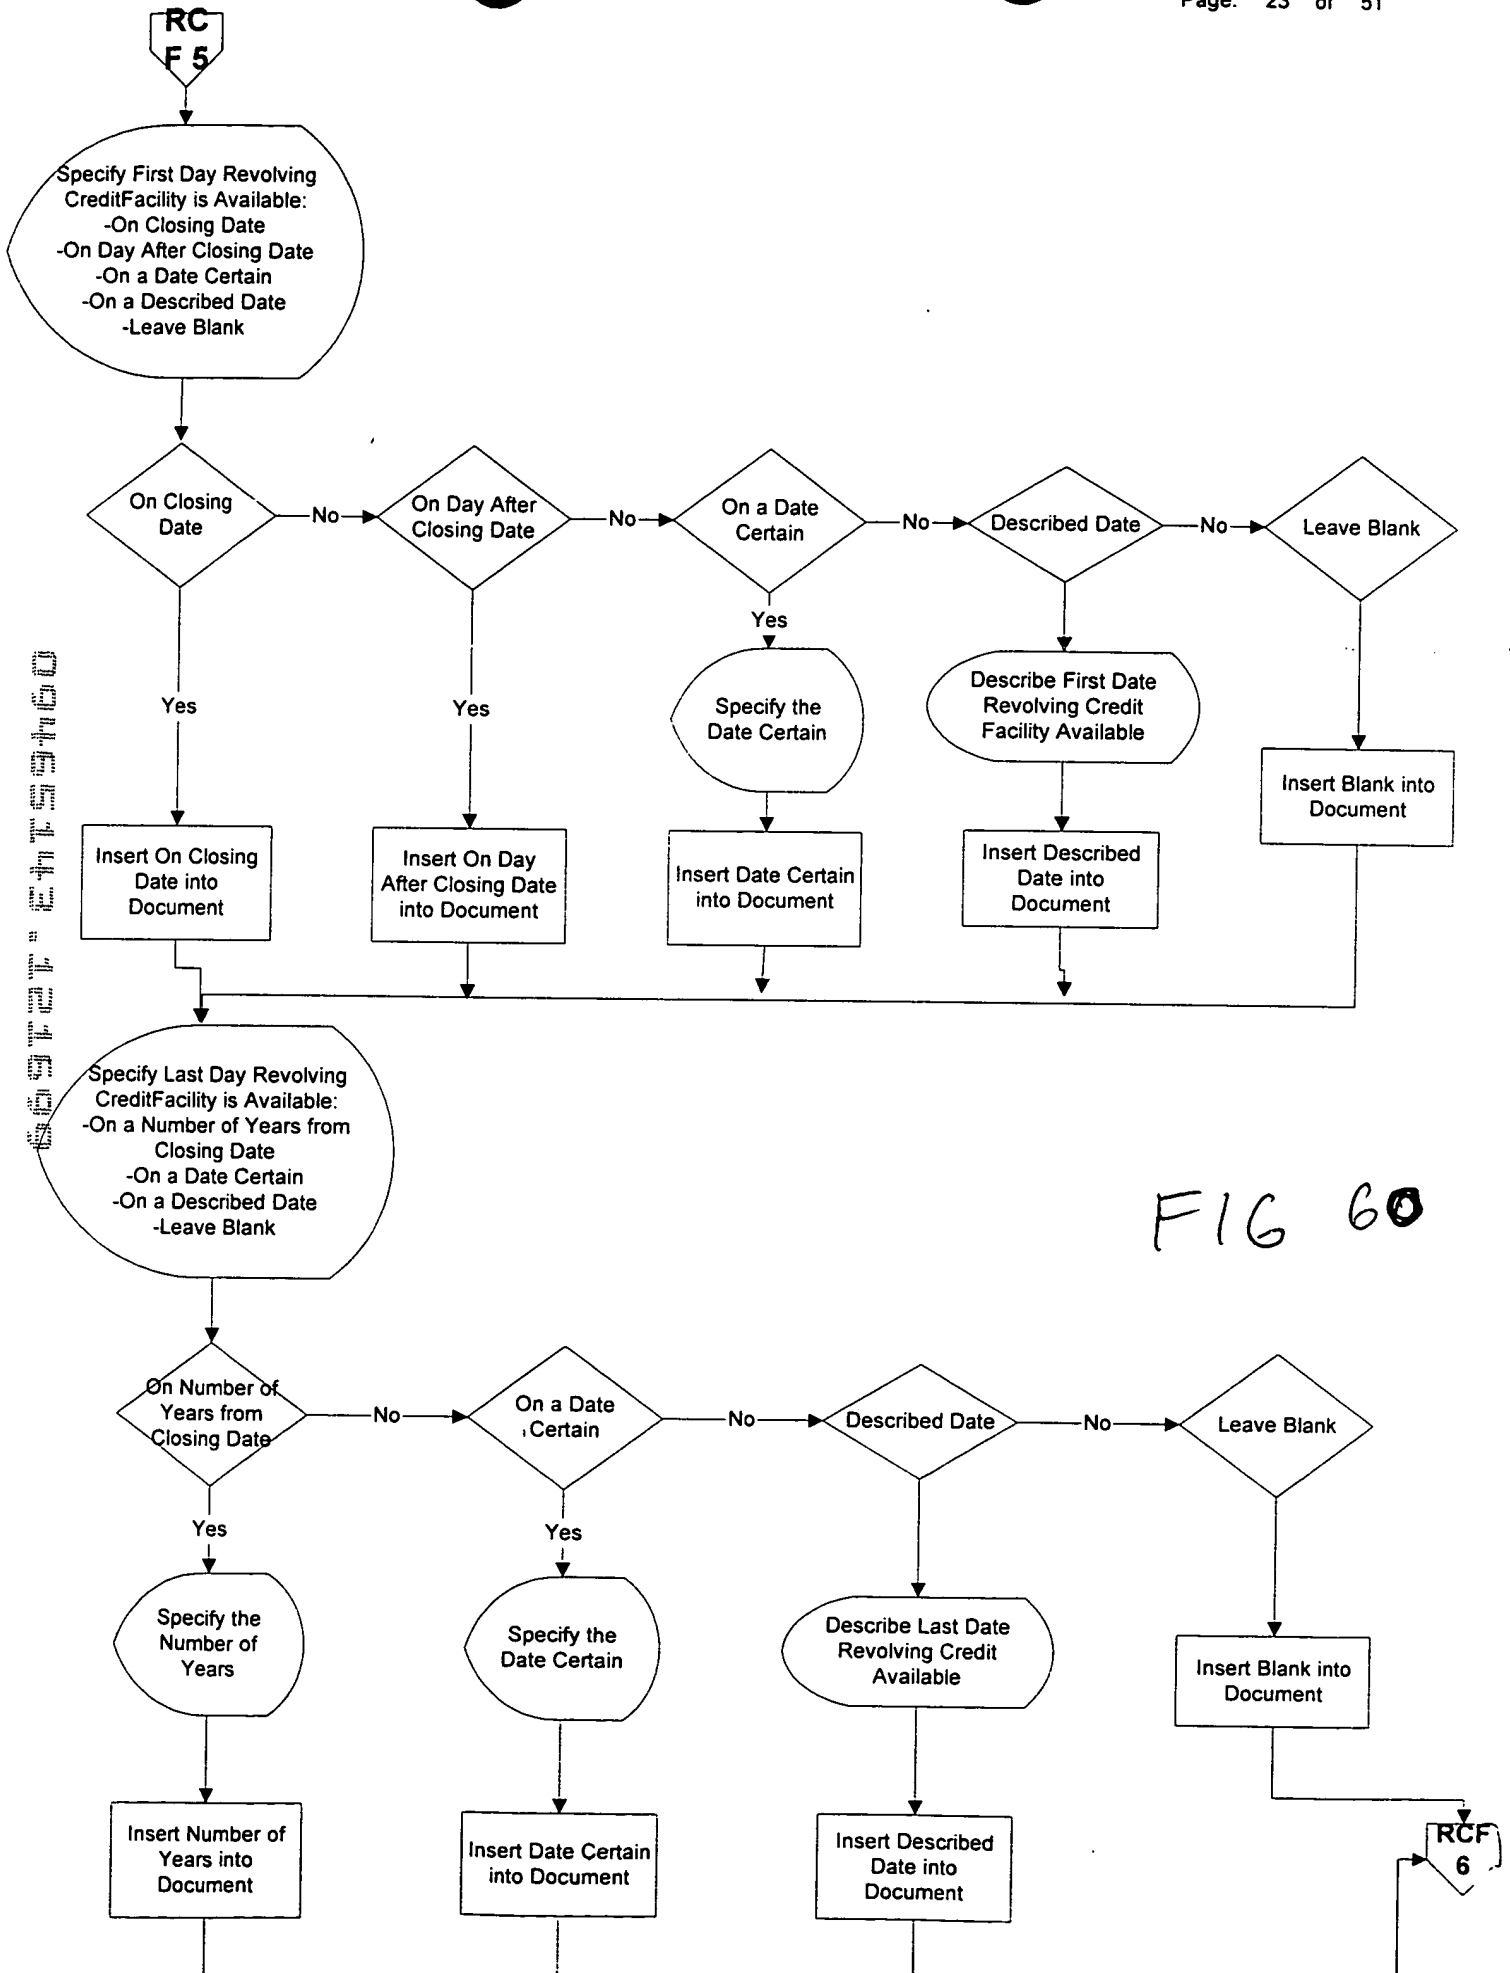 Page: 23 of 51
RC
F 5
Specify First Day Revolving
CreditFacility is Available:
-On Closing Date
-On Day After Closing Date
-On a Date Certain
-On a Described Date
-Leave Blank
On Closing
Date
No
On Day After
Closing Date
No
On a Date
Certain
No
Described Date
No
Leave Blank
Yes
Yes
Yes
Specify the
Date Certain
Describe First Date
Revolving Credit
Facility Available
Insert Blank into
Document
Insert On Closing
Date into
Document
Insert On Day
After Closing Date
into Document
Insert Date Certain
into Document
Insert Described
Date into
Document
09465143.121699
Specify Last Day Revolving
CreditFacility is Available:
-On a Number of Years from
Closing Date
-On a Date Certain
-On a Described Date
-Leave Blank
FIG 60
On Number of
Years from
Closing Date
No
On a Date
Certain
No
Described Date
No
Leave Blank
Yes
Yes
Specify the
Number of
Years
Specify the
Date Certain
Describe Last Date
Revolving Credit
Available
Insert Blank into
Document
Insert Number of
Years into
Document
Insert Date Certain
into Document
Insert Described
Date into
Document
RCF
6